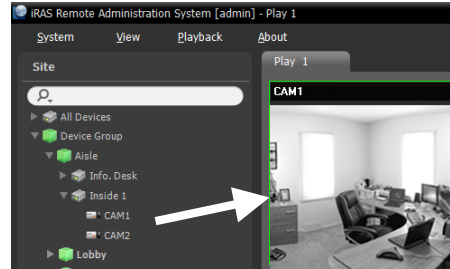 iRAS Remote Administration System [admin] - Play 1
System View Playback About
Site
Play 1
CAM1
All Devices
Device Group
Aisle
Info. Desk
Inside 1
CAM1
CAM2
Lobby